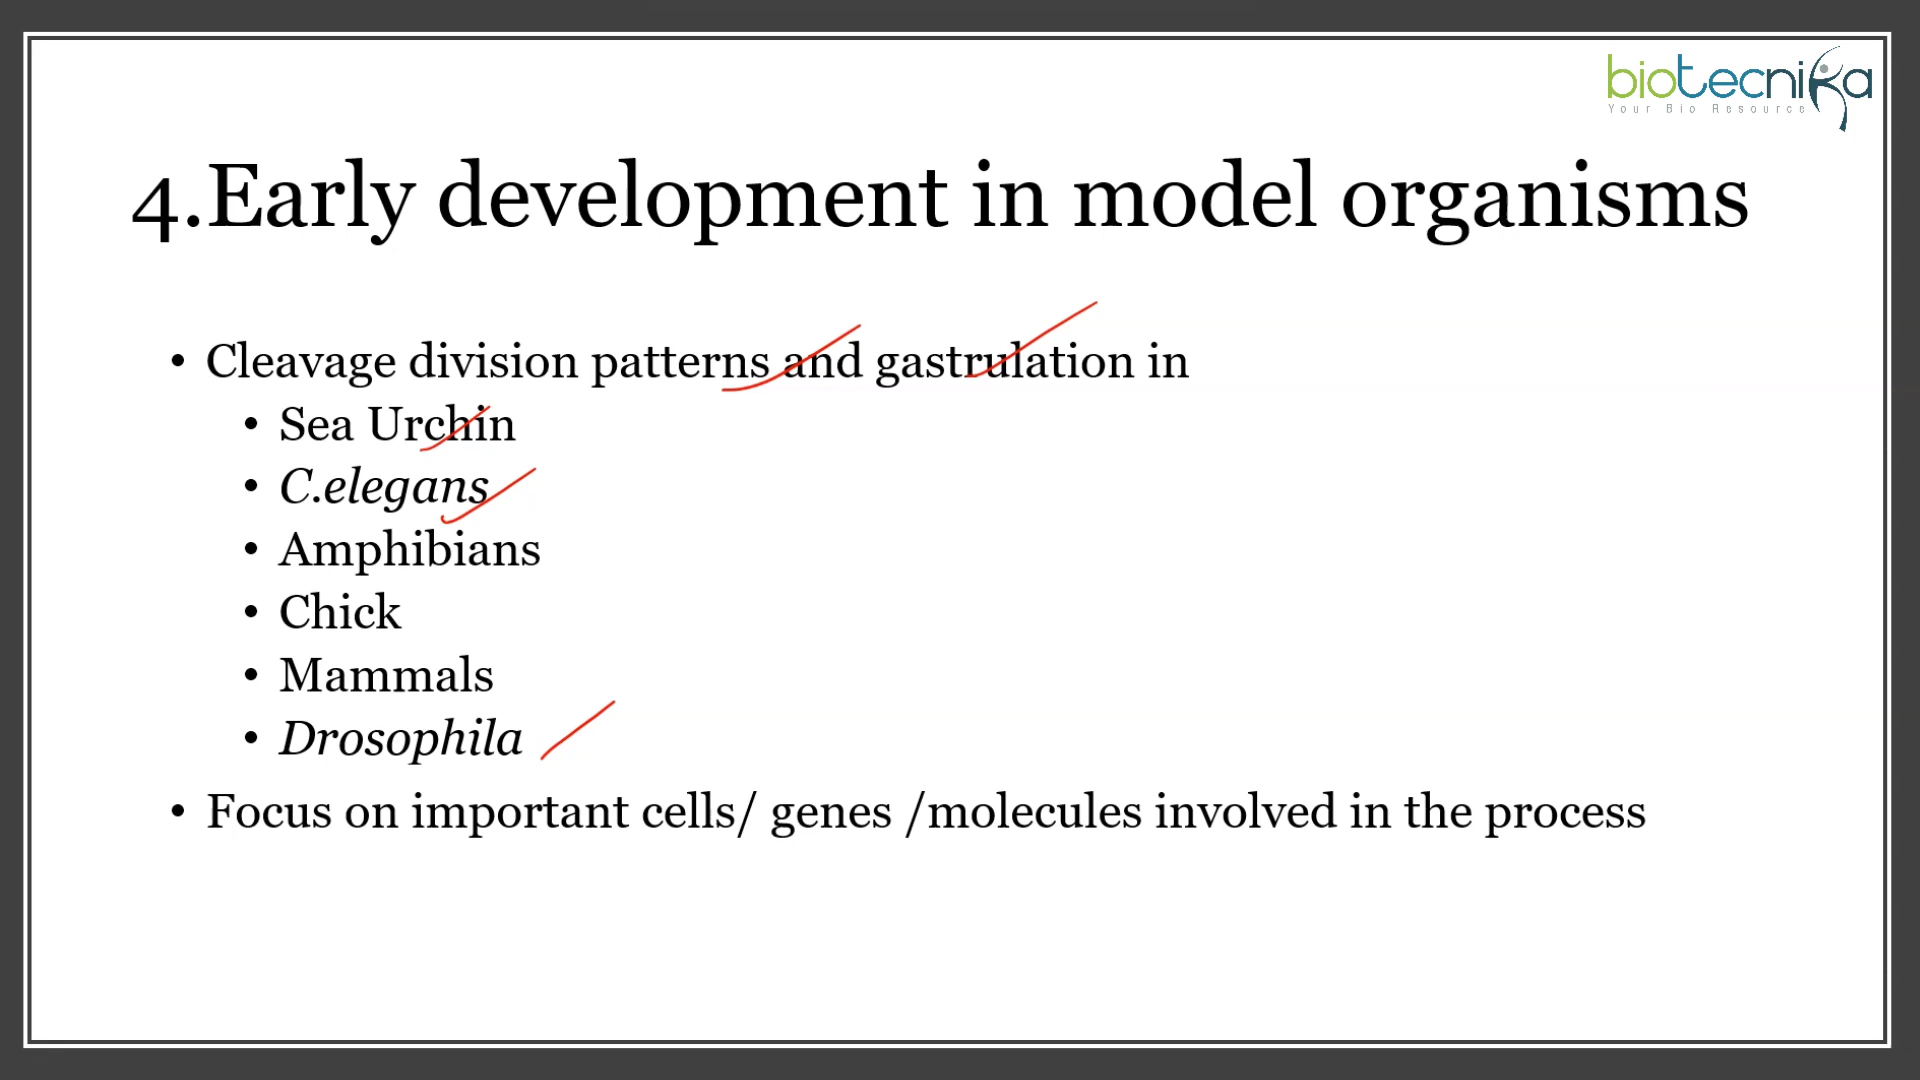 biotecnika
Your Bio Resource
4.Early development in model organisms
• Cleavage division patterns and gastrulation in
• Sea Urchin
• C.elegans
• Amphibians
• Chick
• Mammals
• Drosophila
• Focus on important cells/ genes /molecules involved in the process